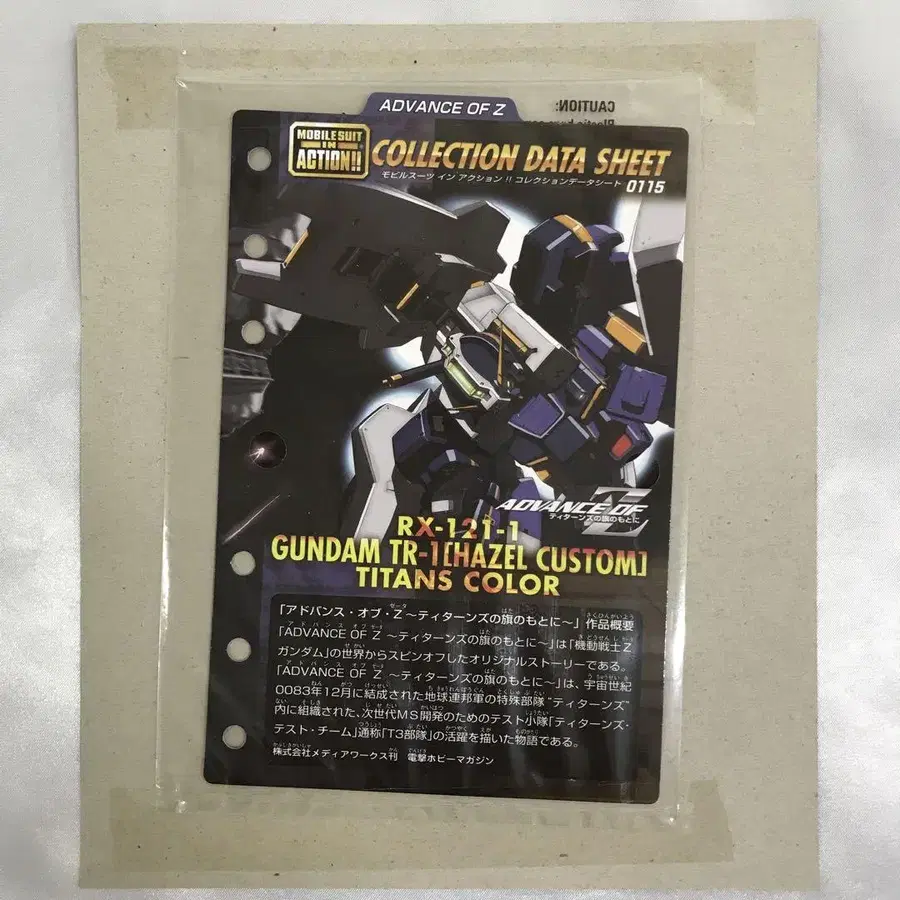 ADVANCE OF Z
CAUTION:
MOBILE SUIT
IN
ACTION!!
COLLECTION DATA SHEET
モビルスーツ イン アクション !! コレクションデータシート 0115
ADVANCE OF Z
ティターンズの旗のもとに
RX-121-1
GUNDAM TR-1[HAZEL CUSTOM]
TITANS COLOR
「アドバンス・オブ・Z ～ティターンズの旗のもとに～」作品概要
「ADVANCE OF Z ～ティターンズの旗のもとに～」は「機動戦士Z
ガンダム」の世界からスピンオフしたオリジナルストーリーである。
「ADVANCE OF Z ～ティターンズの旗のもとに～」は、宇宙世紀
0083年12月に結成された地球連邦軍の特殊部隊“ティターンズ”
内に組織された、次世代MS開発のためのテスト小隊「ティターンズ・
テスト・チーム」通称「T3部隊」の活躍を描いた物語である。
株式会社メディアワークス刊 電撃ホビーマガジン